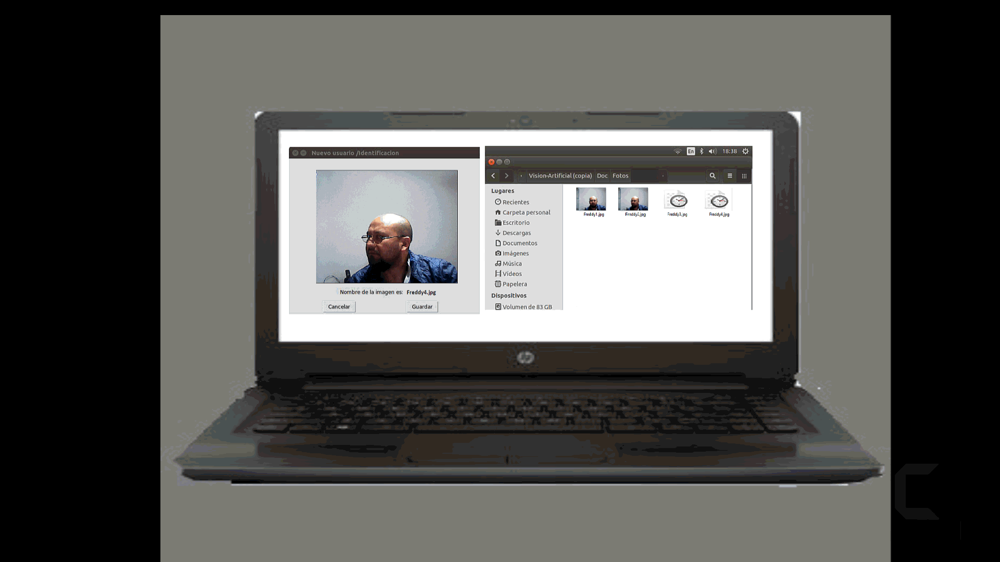 Nuevo usuario /Identificacion
Nombre de la imagen es: Freddy4.jpg
Cancelar
Guardar
En
18:38
Vision-Artificial (copia)
Doc
Fotos
Lugares
Recientes
Carpeta personal
Escritorio
Descargas
Documentos
Imágenes
Música
Vídeos
Papelera
Dispositivos
Volumen de 83 GB
Freddy1.jpg
Freddy2.jpg
Freddy3.jpg
Freddy4.jpg
hp